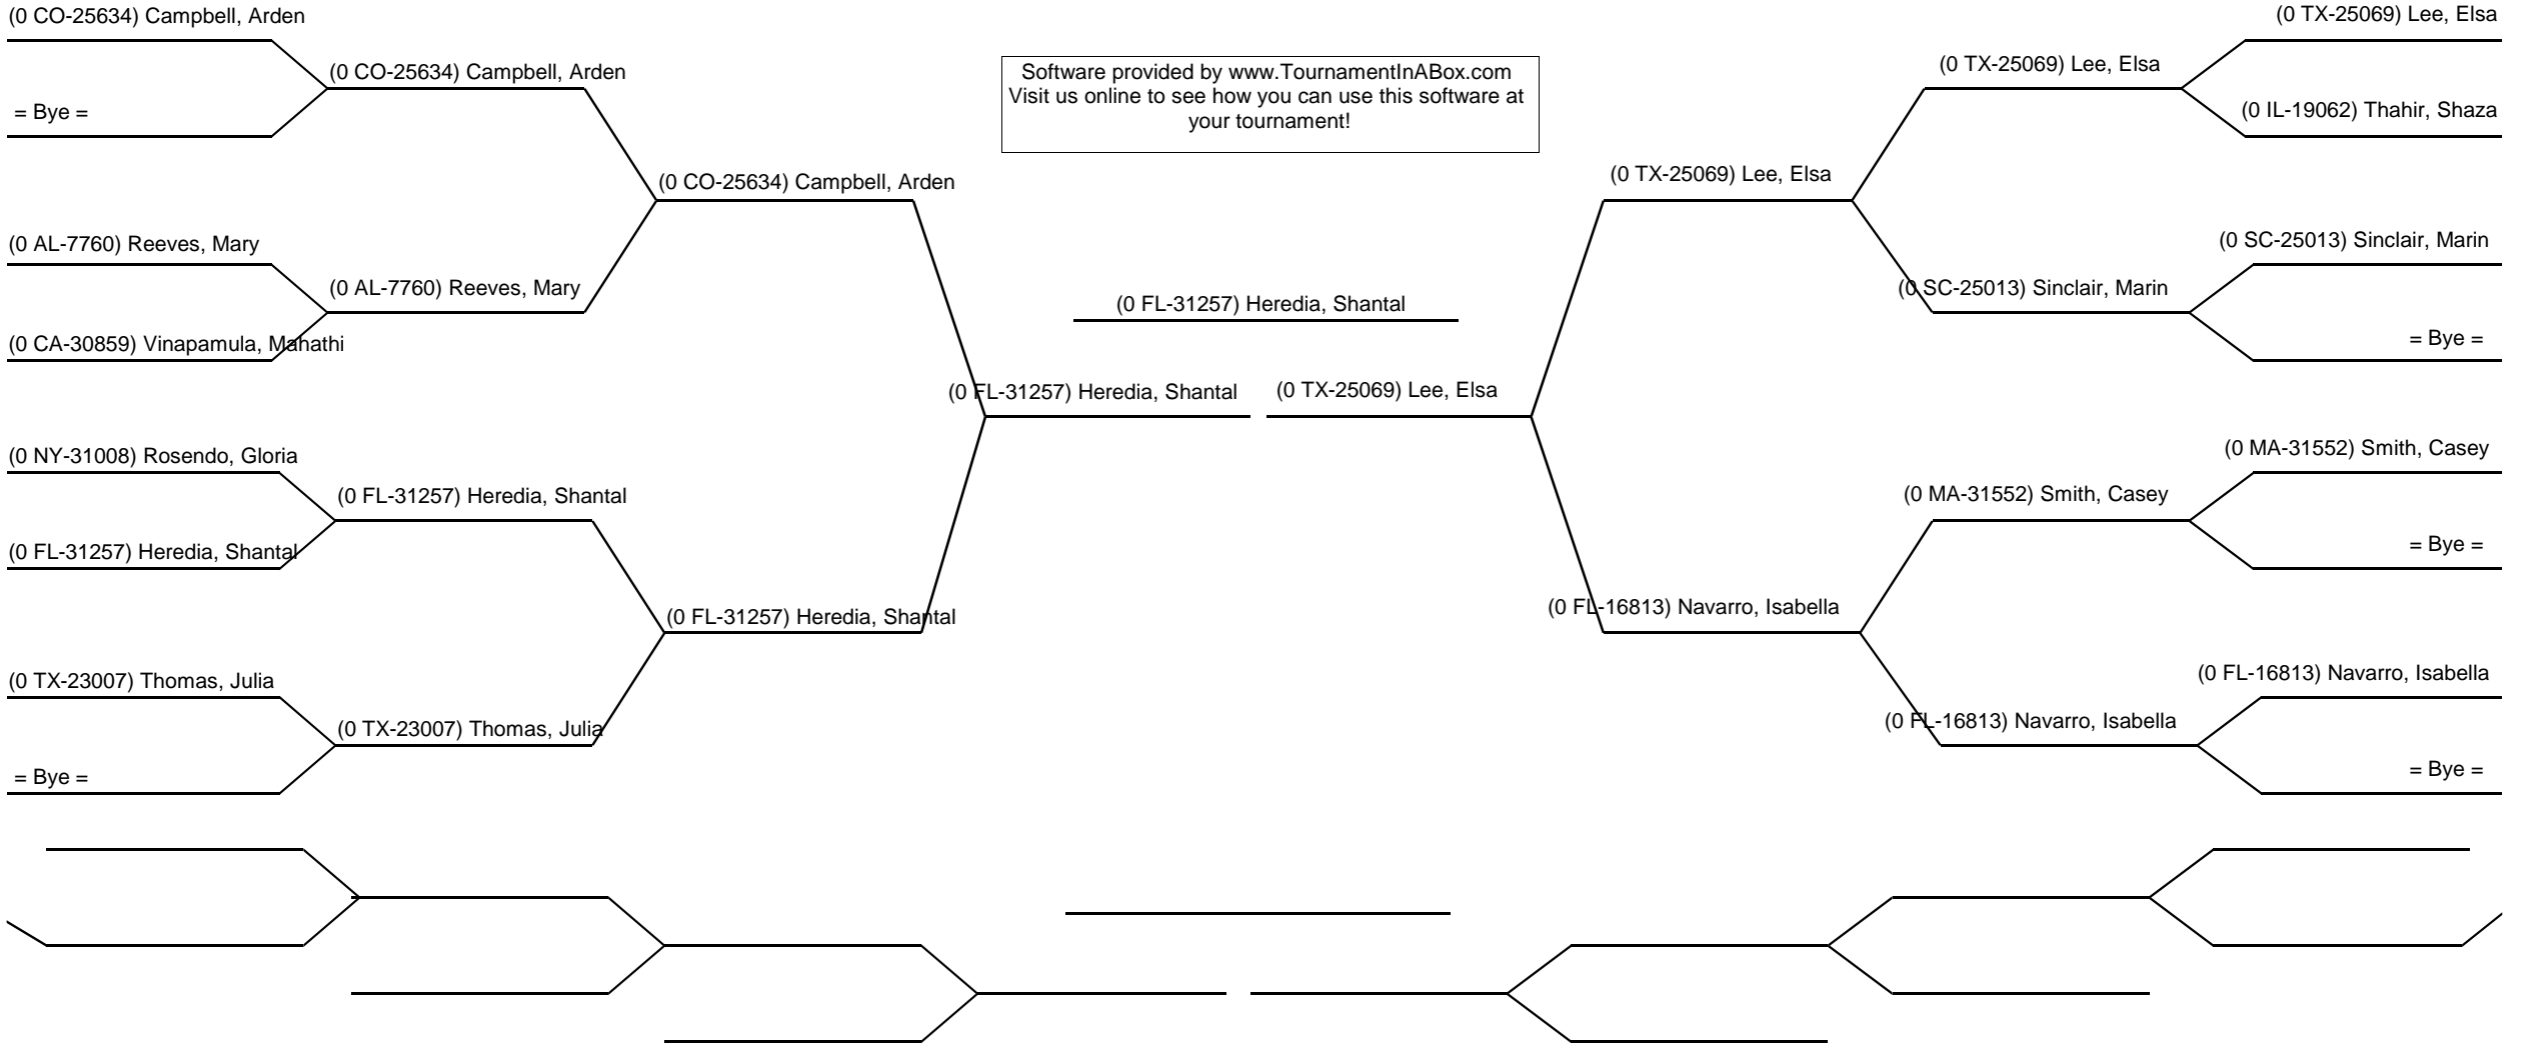 (0 CO-25634) Campbell, Arden
= Bye =
(0 AL-7760) Reeves, Mary
(0 CA-30859) Vinapamula, Mahathi
(0 NY-31008) Rosendo, Gloria
(0 FL-31257) Heredia, Shantal
(0 TX-23007) Thomas, Julia
= Bye =
(0 CO-25634) Campbell, Arden
(0 AL-7760) Reeves, Mary
(0 FL-31257) Heredia, Shantal
(0 TX-23007) Thomas, Julia
(0 CO-25634) Campbell, Arden
(0 FL-31257) Heredia, Shantal
(0 FL-31257) Heredia, Shantal
Software provided by www.TournamentInABox.com
Visit us online to see how you can use this software at
your tournament!
(0 FL-31257) Heredia, Shantal
(0 TX-25069) Lee, Elsa
(0 TX-25069) Lee, Elsa
(0 FL-16813) Navarro, Isabella
(0 TX-25069) Lee, Elsa
(0 SC-25013) Sinclair, Marin
(0 MA-31552) Smith, Casey
(0 FL-16813) Navarro, Isabella
(0 TX-25069) Lee, Elsa
(0 IL-19062) Thahir, Shaza
(0 SC-25013) Sinclair, Marin
= Bye =
(0 MA-31552) Smith, Casey
= Bye =
(0 FL-16813) Navarro, Isabella
= Bye =